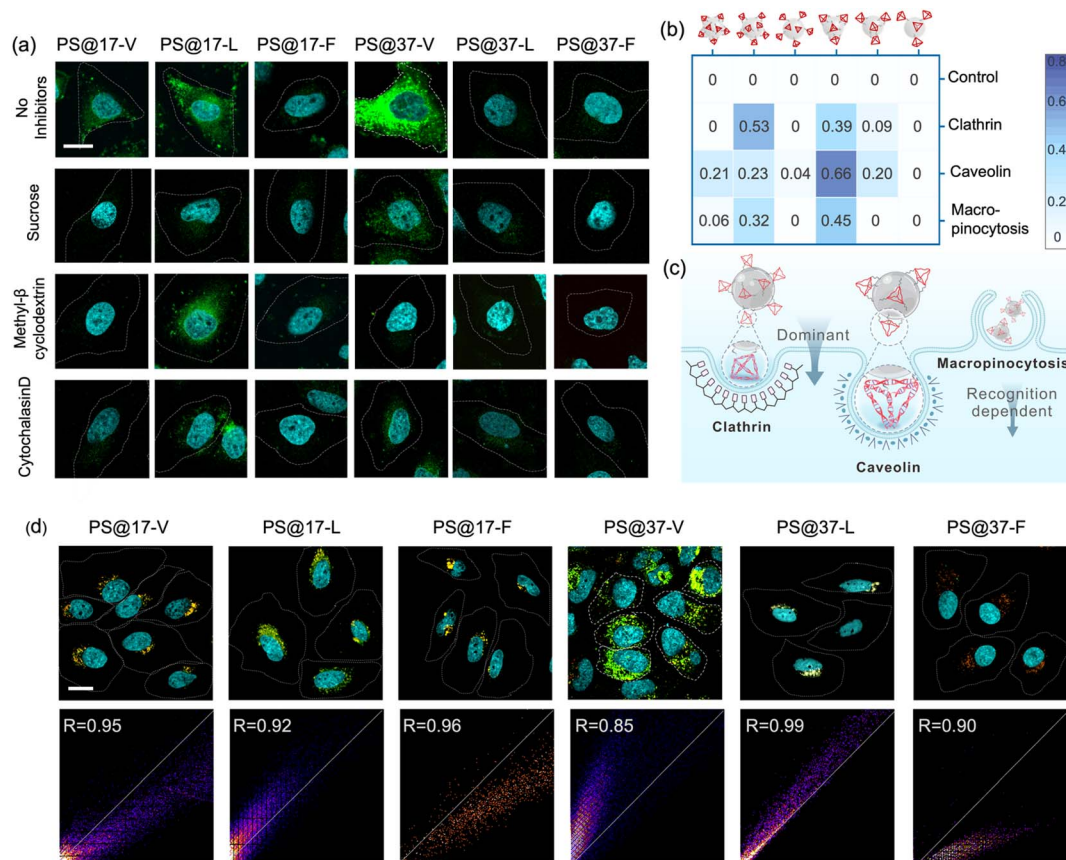 (a)
PS@17-V PS@17-L PS@17-F PS@37-V PS@37-L PS@37-F
No
Inhibitors
Sucrose
Methyl-β
cyclodextrin
CytochalasinD
(b)
0 0 0 0 0 0 Control
0 0.53 0 0.39 0.09 0 Clathrin
0.21 0.23 0.04 0.66 0.20 0 Caveolin
0.06 0.32 0 0.45 0 0 Macro-
pinocytosis
0.8
0.6
0.4
0.2
0
(c)
Dominant
Clathrin
Caveolin
Macropinocytosis
Recognition
dependent
(d)
PS@17-V PS@17-L PS@17-F PS@37-V PS@37-L PS@37-F
R=0.95 R=0.92 R=0.96 R=0.85 R=0.99 R=0.90